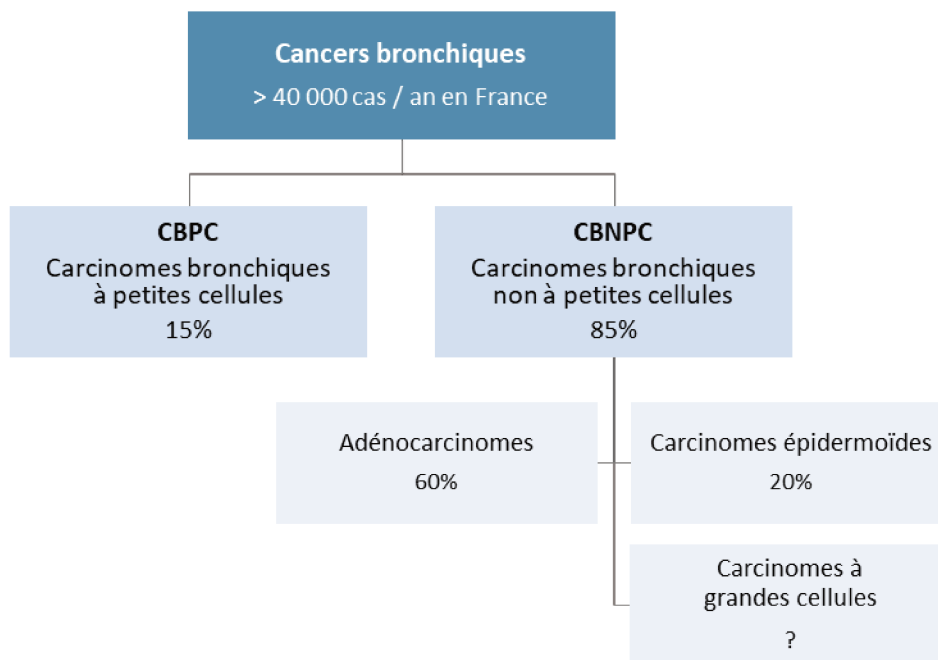 Cancers bronchiques
> 40 000 cas / an en France
CBPC
Carcinomes bronchiques
à petites cellules
15%
CBNPC
Carcinomes bronchiques
non à petites cellules
85%
Adénocarcinomes
60%
Carcinomes épidermoïdes
20%
Carcinomes à
grandes cellules
?